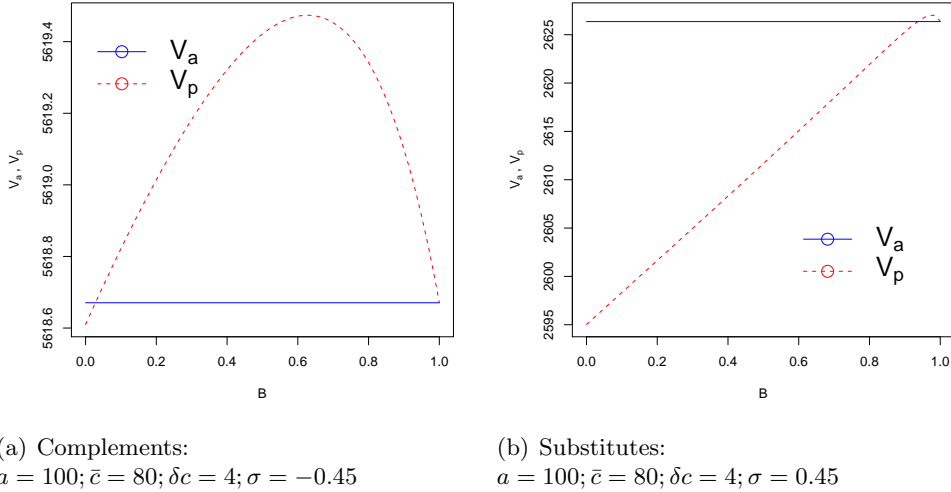 5619.4
5619.2
5619.0
5618.8
5618.6
V_a , V_p
V_a
V_p
0.0 0.2 0.4 0.6 0.8 1.0
B
2625
2620
2615
2610
2605
2600
2595
V_a , V_p
V_a
V_p
0.0 0.2 0.4 0.6 0.8 1.0
B
(a) Complements:
a = 100; c̄ = 80; δc = 4; σ = −0.45
(b) Substitutes:
a = 100; c̄ = 80; δc = 4; σ = 0.45